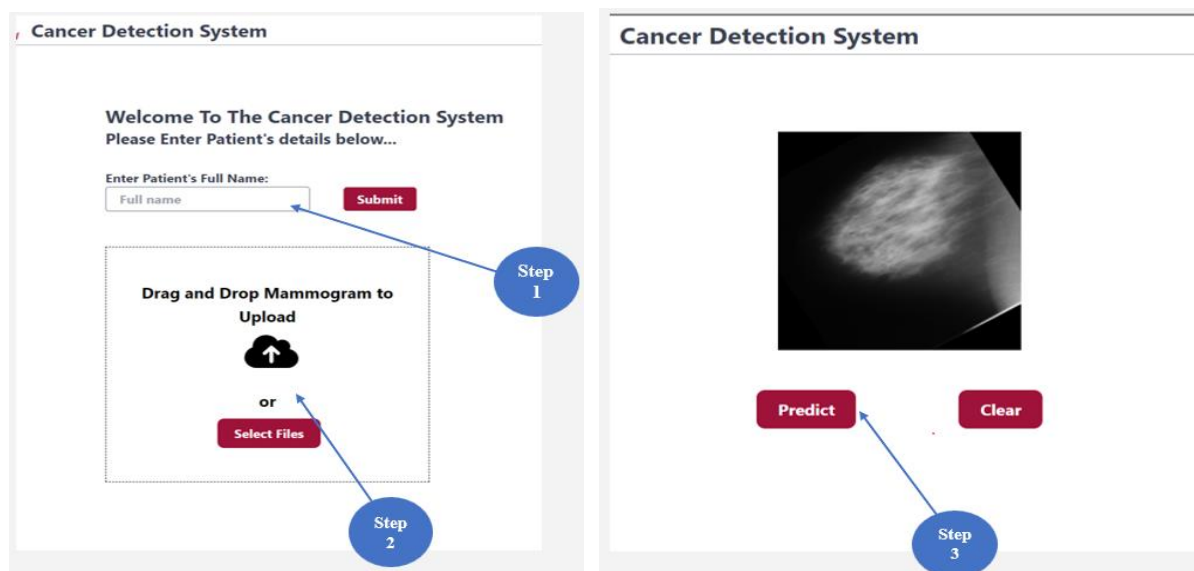 Cancer Detection System
Welcome To The Cancer Detection System
Please Enter Patient's details below...
Enter Patient's Full Name:
Full name
Submit
Step
1
Drag and Drop Mammogram to
Upload
or
Select Files
Step
2
Cancer Detection System
Predict
Clear
Step
3